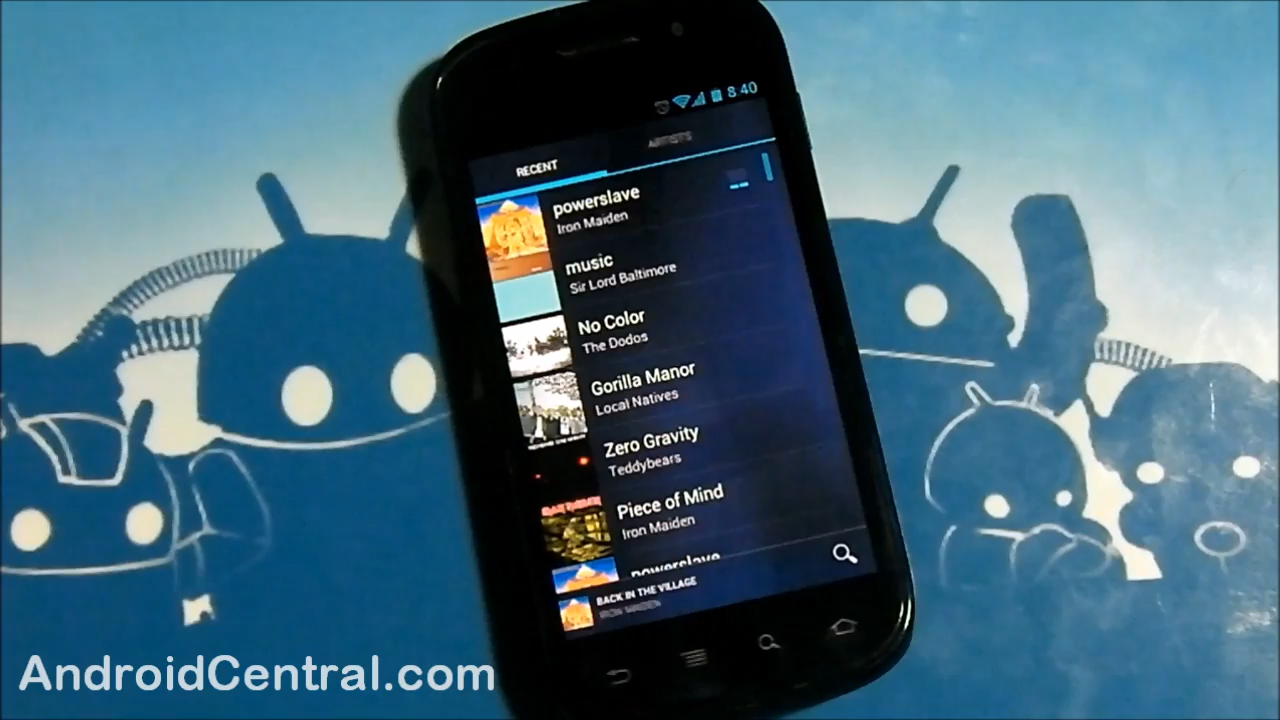 8:40
RECENT
ARTISTS
powerslave
Iron Maiden
music
Sir Lord Baltimore
No Color
The Dodos
Gorilla Manor
Local Natives
Zero Gravity
Teddybears
Piece of Mind
Iron Maiden
powerslave
BACK IN THE VILLAGE
IRON MAIDEN
AndroidCentral.com